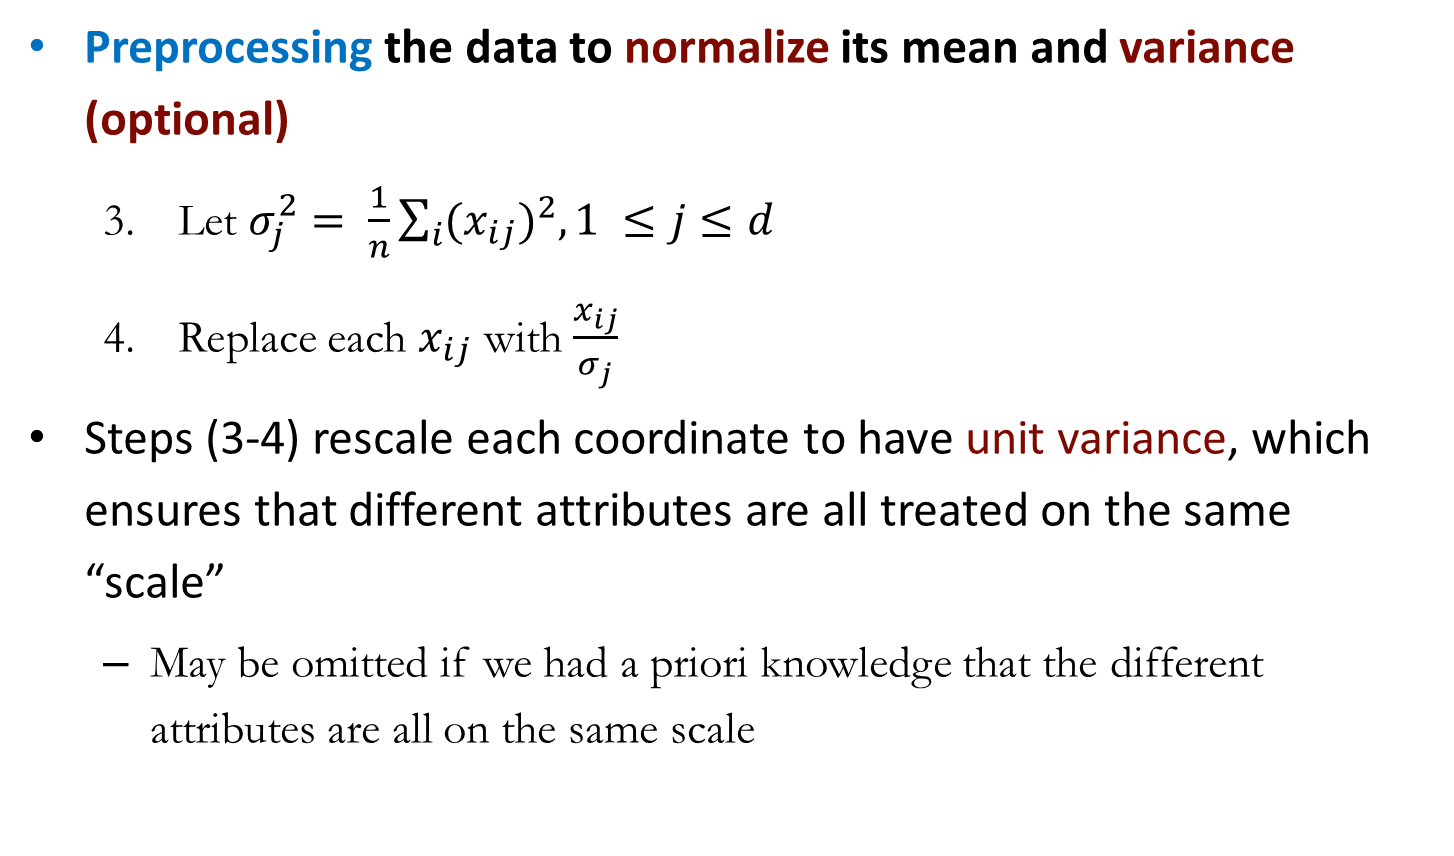 • Preprocessing the data to normalize its mean and variance
(optional)
3. Let σ_j^2 = 1/n ∑_i(x_ij)^2, 1 ≤ j ≤ d
4. Replace each x_ij with x_ij/σ_j
• Steps (3-4) rescale each coordinate to have unit variance, which
ensures that different attributes are all treated on the same
“scale”
– May be omitted if we had a priori knowledge that the different
attributes are all on the same scale